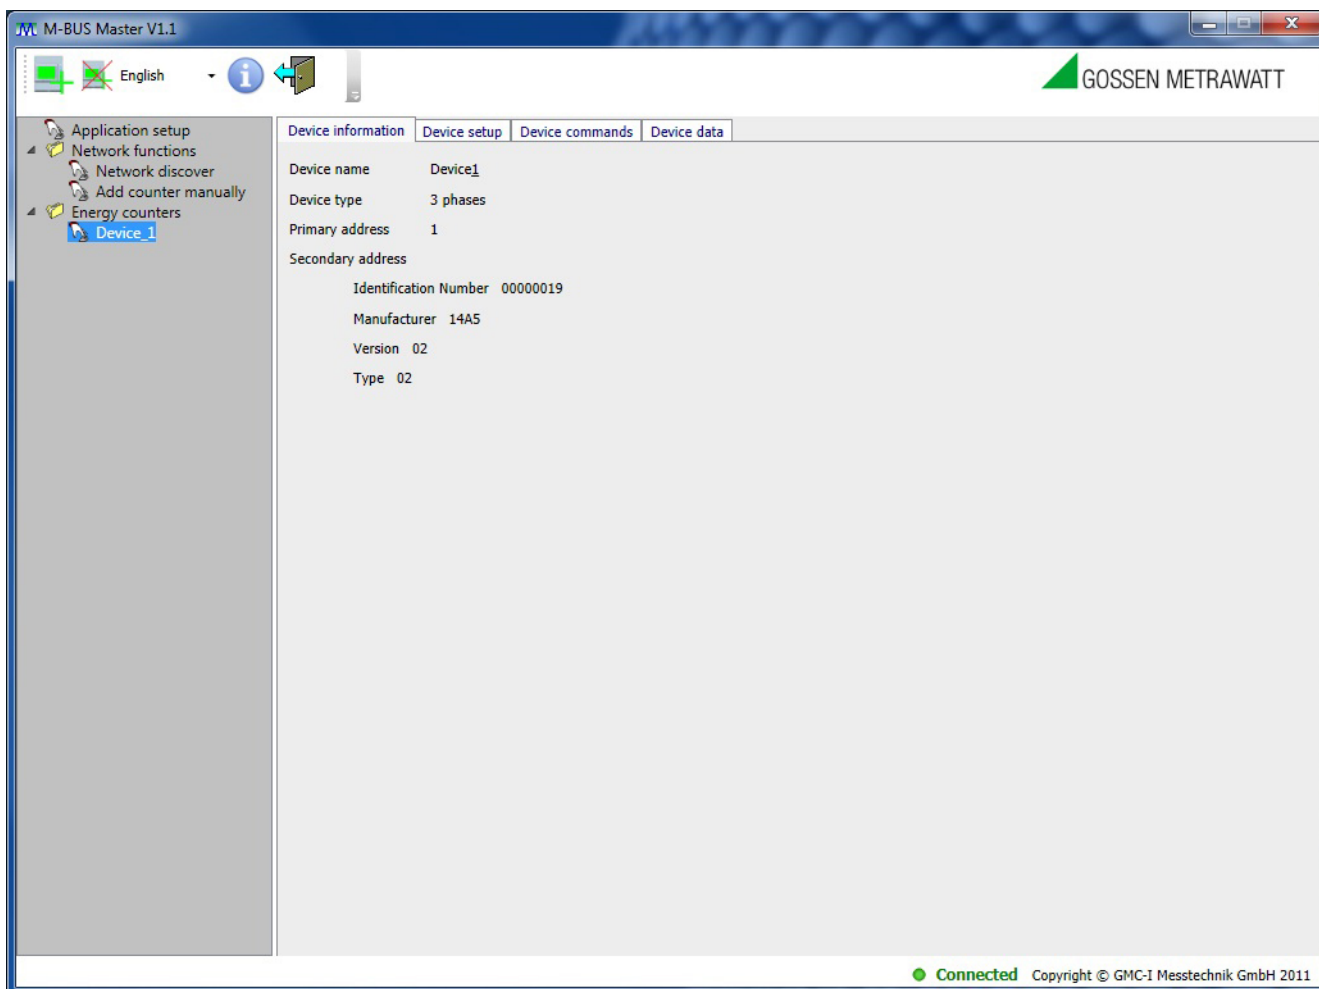 M-BUS Master V1.1
English
GOSSEN METRAWATT
Application setup
Network functions
Network discover
Add counter manually
Energy counters
Device_1
Device information Device setup Device commands Device data
Device name Device1
Device type 3 phases
Primary address 1
Secondary address
Identification Number 00000019
Manufacturer 14A5
Version 02
Type 02
Connected Copyright © GMC-I Messtechnik GmbH 2011